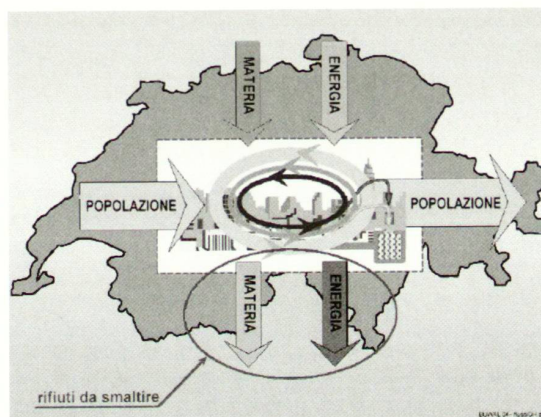 MATERIA
ENERGIA
POPOLAZIONE
POPOLAZIONE
MATERIA
ENERGIA
rifiuti da smaltire